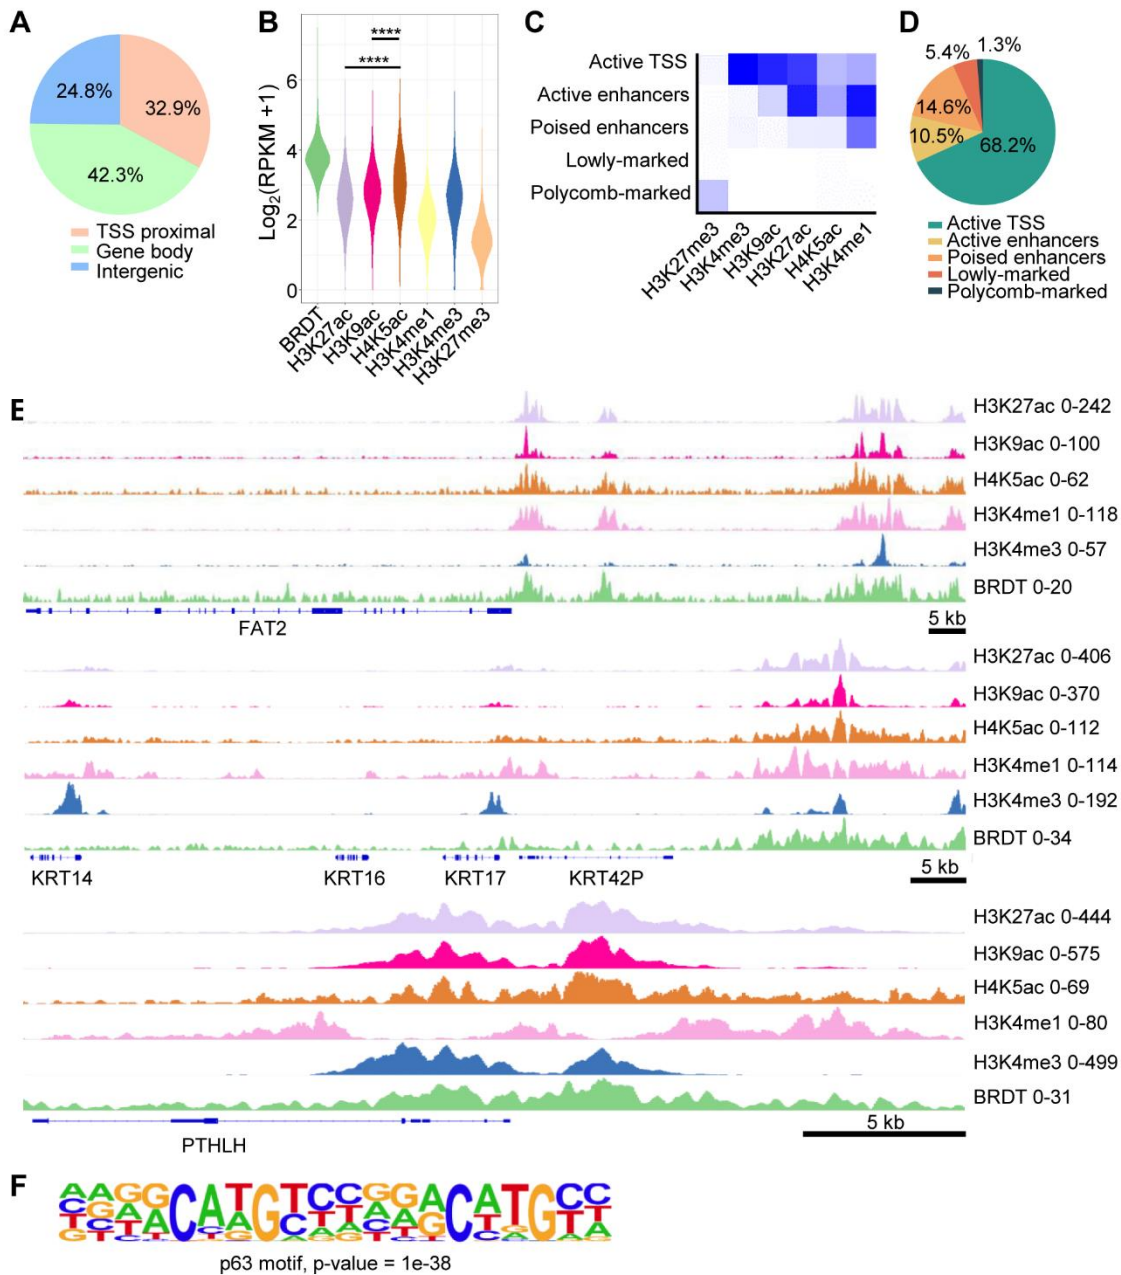 A
24.8%
32.9%
42.3%
TSS proximal
Gene body
Intergenic
B
****
****
Log2(RPKM +1)
6
4
2
0
BRDT
H3K27ac
H3K9ac
H4K5ac
H3K4me1
H3K4me3
H3K27me3
C
Active TSS
Active enhancers
Poised enhancers
Lowly-marked
Polycomb-marked
H3K27me3
H3K4me3
H3K9ac
H3K27ac
H4K5ac
H3K4me1
D
5.4%
1.3%
14.6%
10.5%
68.2%
Active TSS
Active enhancers
Poised enhancers
Lowly-marked
Polycomb-marked
E
H3K27ac 0-242
H3K9ac 0-100
H4K5ac 0-62
H3K4me1 0-118
H3K4me3 0-57
BRDT 0-20
5 kb
FAT2
H3K27ac 0-406
H3K9ac 0-370
H4K5ac 0-112
H3K4me1 0-114
H3K4me3 0-192
BRDT 0-34
KRT14 KRT16 KRT17 KRT42P
5 kb
H3K27ac 0-444
H3K9ac 0-575
H4K5ac 0-69
H3K4me1 0-80
H3K4me3 0-499
BRDT 0-31
5 kb
PTHLH
F
AAGGCATGTCCGGACATGCC
p63 motif, p-value = 1e-38